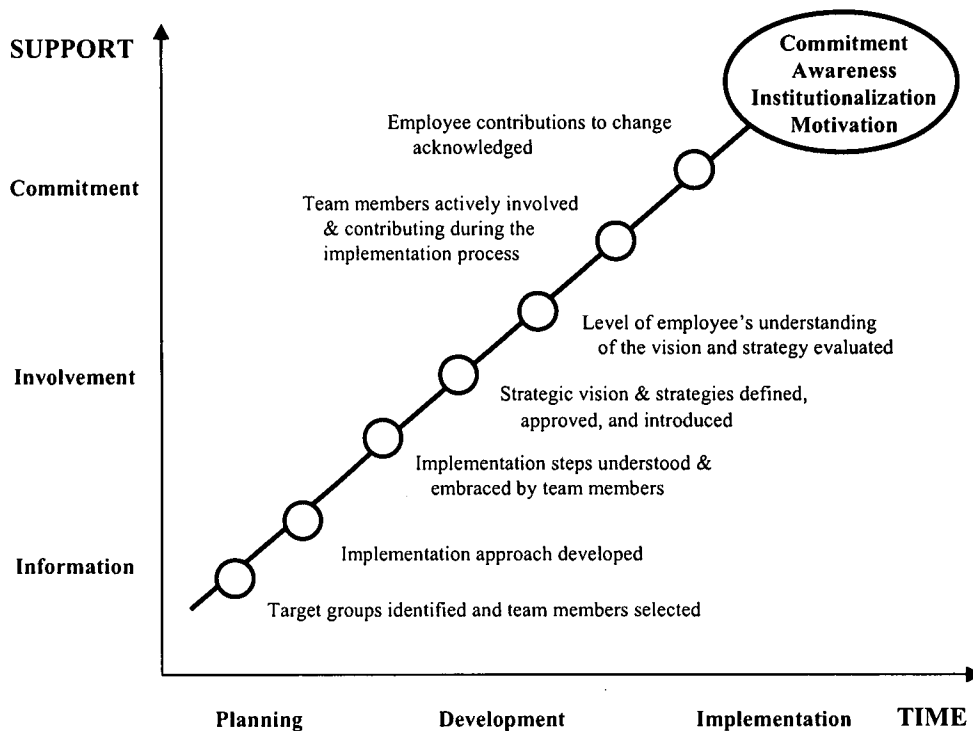 SUPPORT
Commitment
Awareness
Institutionalization
Motivation
Employee contributions to change
acknowledged
Commitment
Team members actively involved
& contributing during the
implementation process
Level of employee's understanding
of the vision and strategy evaluated
Involvement
Strategic vision & strategies defined,
approved, and introduced
Implementation steps understood &
embraced by team members
Information
Implementation approach developed
Target groups identified and team members selected
Planning
Development
Implementation
TIME